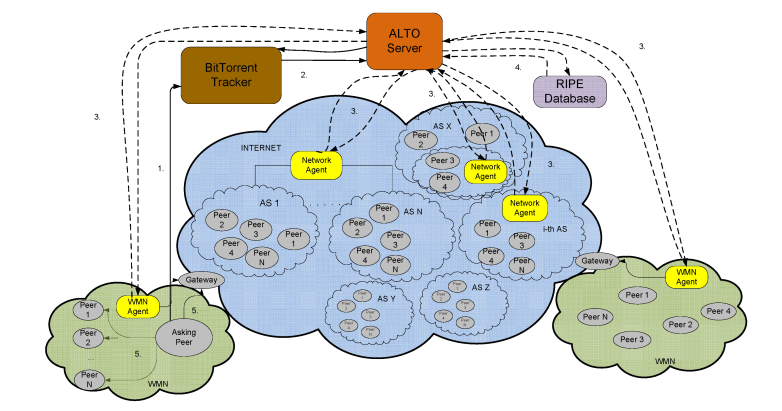 ALTO
Server
BitTorrent
Tracker
RIPE
Database
1.
2.
3.
3.
3.
3.
3.
4.
INTERNET
Network
Agent
AS X
Peer
2
Peer 1
Peer 3
Peer
4
Network
Agent
AS 1
Peer
2
Peer
3
Peer
4
Peer
1
Peer
N
. . . . . . .
AS N
Peer
1
Peer
2
Peer
3
Peer
4
Peer
N
Network
Agent
i-th AS
Peer
1
Peer
3
Peer
4
Peer
N
AS Y
AS Z
Gateway
WMN
Agent
Peer
1
Peer
2
...
Peer
N
Asking
Peer
5.
5.
WMN
Gateway
WMN
Agent
Peer 1
Peer N
Peer 2
Peer 4
Peer 3
WMN